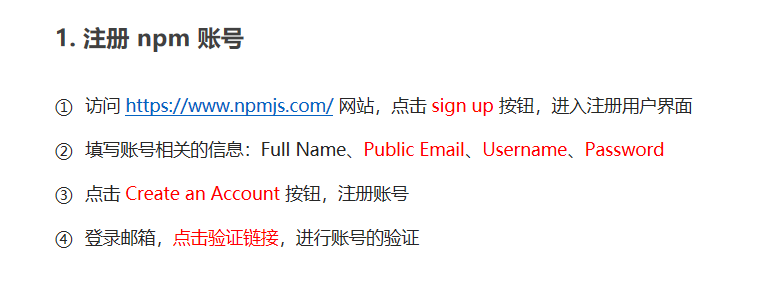 1. 注册 npm 账号
① 访问 https://www.npmjs.com/ 网站，点击 sign up 按钮，进入注册用户界面
② 填写账号相关的信息：Full Name、Public Email、Username、Password
③ 点击 Create an Account 按钮，注册账号
④ 登录邮箱，点击验证链接，进行账号的验证